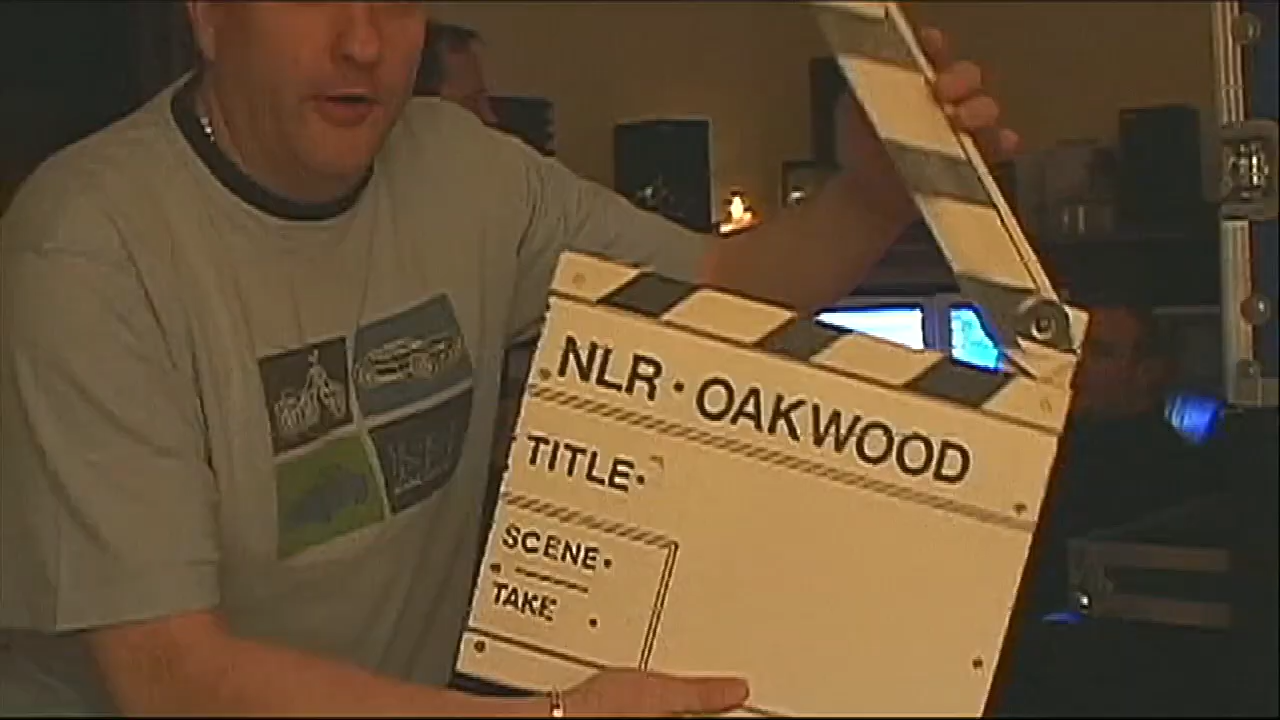 NLR · OAKWOOD
TITLE·
SCENE·
TAKE ·